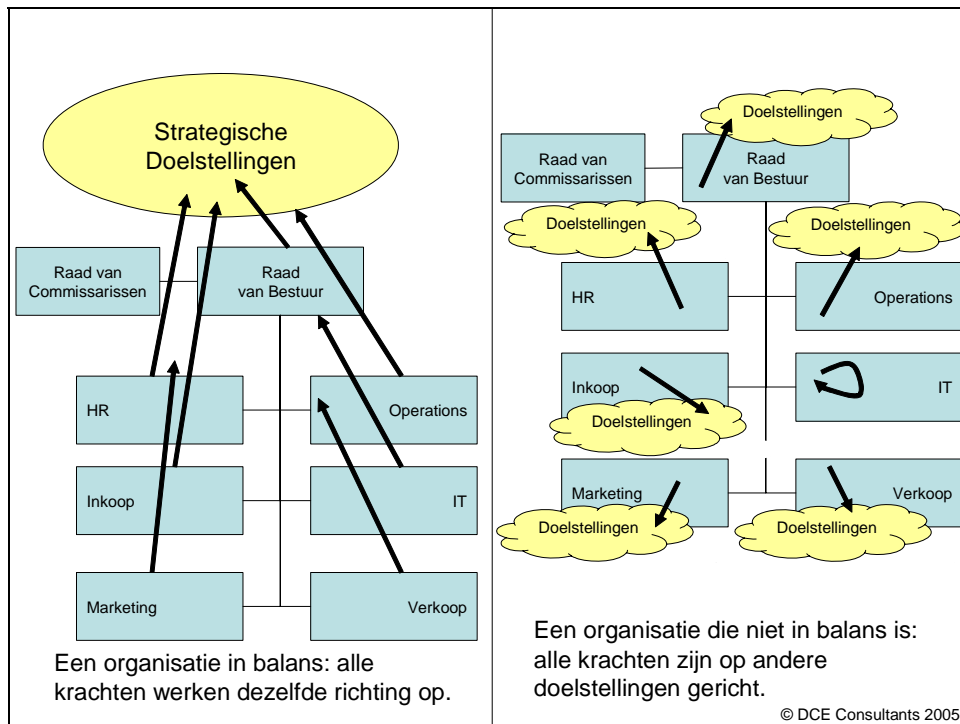 Strategische
Doelstellingen
Raad van
Commissarissen
Raad
van Bestuur
HR
Operations
Inkoop
IT
Marketing
Verkoop
Een organisatie in balans: alle
krachten werken dezelfde richting op.
Doelstellingen
Raad van
Commissarissen
Raad
van Bestuur
Doelstellingen
Doelstellingen
HR
Operations
Inkoop
IT
Doelstellingen
Marketing
Verkoop
Doelstellingen
Doelstellingen
Een organisatie die niet in balans is:
alle krachten zijn op andere
doelstellingen gericht.
© DCE Consultants 2005